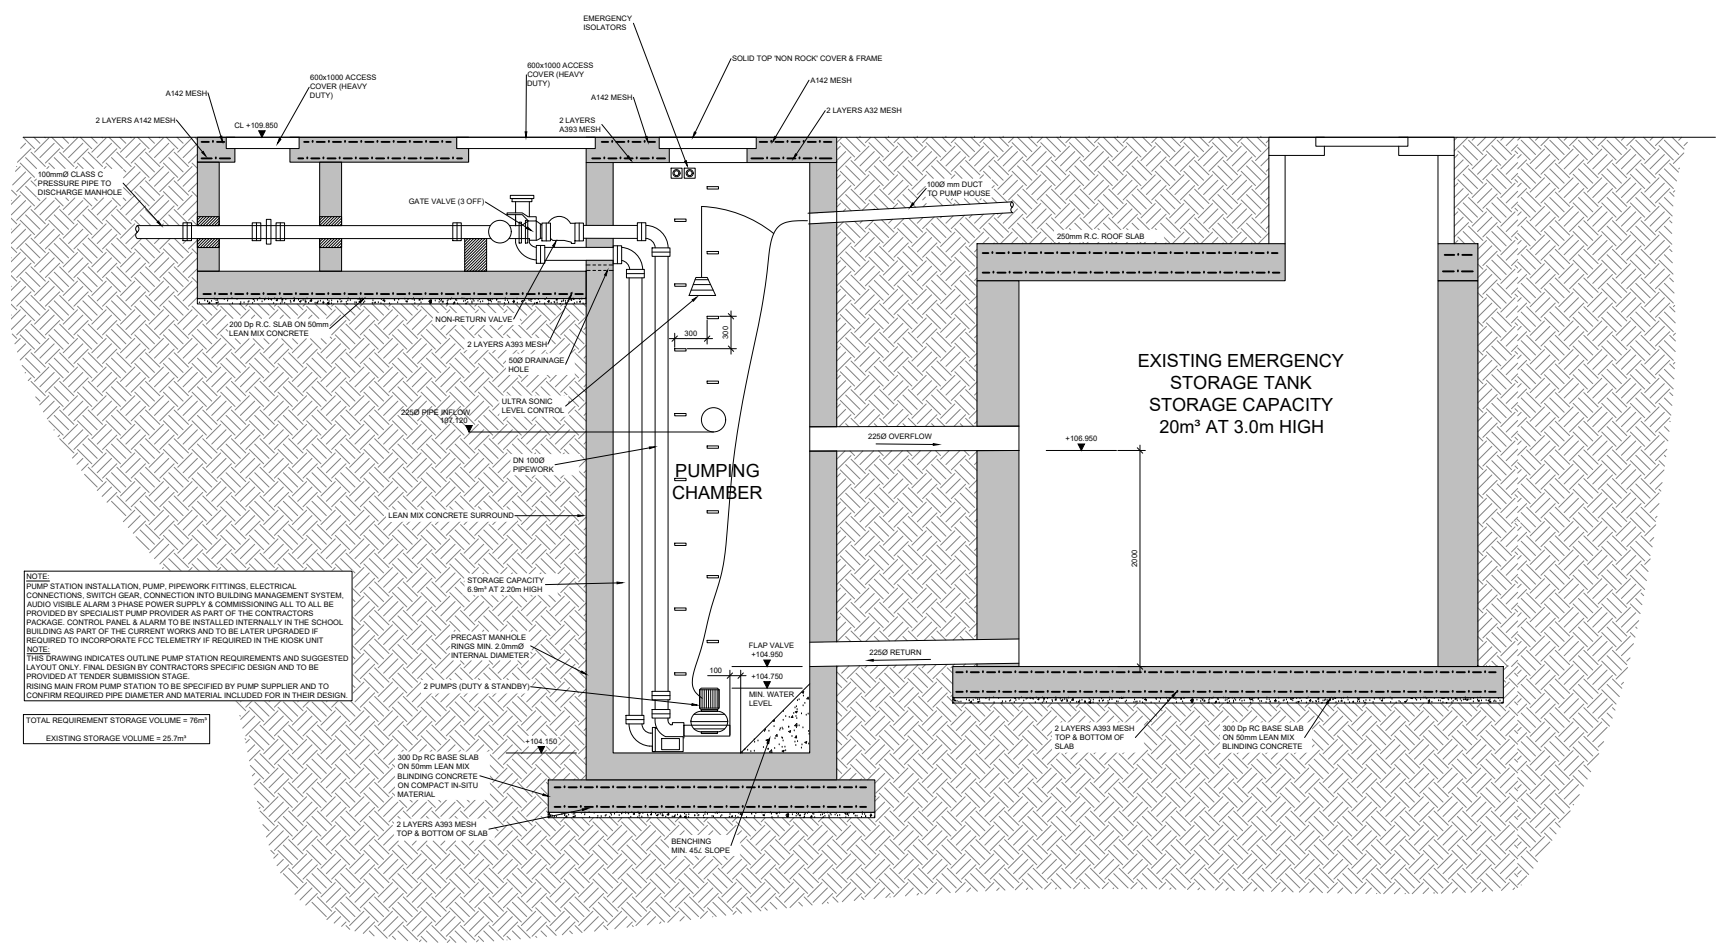 EMERGENCY
ISOLATORS
SOLID TOP 'NON ROCK' COVER & FRAME
600x1000 ACCESS
COVER (HEAVY
DUTY)
600x1000 ACCESS
COVER (HEAVY
DUTY)
A142 MESH
A142 MESH
A142 MESH
2 LAYERS A142 MESH
2 LAYERS
A393 MESH
2 LAYERS A32 MESH
CL +109.850
100mmØ CLASS C
PRESSURE PIPE TO
DISCHARGE MANHOLE
GATE VALVE (3 OFF)
100Ø mm DUCT
TO PUMP HOUSE
250mm R.C. ROOF SLAB
200 Dp R.C. SLAB ON 50mm
LEAN MIX CONCRETE
NON-RETURN VALVE
2 LAYERS A393 MESH
50Ø DRAINAGE
HOLE
300
300
ULTRA SONIC
LEVEL CONTROL
225Ø PIPE INFLOW
107.120
EXISTING EMERGENCY
STORAGE TANK
STORAGE CAPACITY
20m³ AT 3.0m HIGH
225Ø OVERFLOW
+106.950
DN 100Ø
PIPEWORK
PUMPING
CHAMBER
LEAN MIX CONCRETE SURROUND
2000
STORAGE CAPACITY
6.9m³ AT 2.20m HIGH
PRECAST MANHOLE
RINGS MIN. 2.0mmØ
INTERNAL DIAMETER
FLAP VALVE
+104.950
225Ø RETURN
100
+104.750
MIN. WATER
LEVEL
2 PUMPS (DUTY & STANDBY)
NOTE:
PUMP STATION INSTALLATION, PUMP, PIPEWORK FITTINGS, ELECTRICAL
CONNECTIONS, SWITCH GEAR, CONNECTION INTO BUILDING MANAGEMENT SYSTEM,
AUDIO VISIBLE ALARM 3 PHASE POWER SUPPLY & COMMISSIONING ALL TO ALL BE
PROVIDED BY SPECIALIST PUMP PROVIDER AS PART OF THE CONTRACTORS
PACKAGE. CONTROL PANEL & ALARM TO BE INSTALLED INTERNALLY IN THE SCHOOL
BUILDING AS PART OF THE CURRENT WORKS AND TO BE LATER UPGRADED IF
REQUIRED TO INCORPORATE FCC TELEMETRY IF REQUIRED IN THE KIOSK UNIT
NOTE:
THIS DRAWING INDICATES OUTLINE PUMP STATION REQUIREMENTS AND SUGGESTED
LAYOUT ONLY. FINAL DESIGN BY CONTRACTORS SPECIFIC DESIGN AND TO BE
PROVIDED AT TENDER SUBMISSION STAGE.
RISING MAIN FROM PUMP STATION TO BE SPECIFIED BY PUMP SUPPLIER AND TO
CONFIRM REQUIRED PIPE DIAMETER AND MATERIAL INCLUDED FOR IN THEIR DESIGN.
TOTAL REQUIREMENT STORAGE VOLUME = 76m³
EXISTING STORAGE VOLUME = 25.7m³
+104.150
300 Dp RC BASE SLAB
ON 50mm LEAN MIX
BLINDING CONCRETE
ON COMPACT IN-SITU
MATERIAL
2 LAYERS A393 MESH
TOP & BOTTOM OF SLAB
BENCHING
MIN. 45∠ SLOPE
2 LAYERS A393 MESH
TOP & BOTTOM OF
SLAB
300 Dp RC BASE SLAB
ON 50mm LEAN MIX
BLINDING CONCRETE